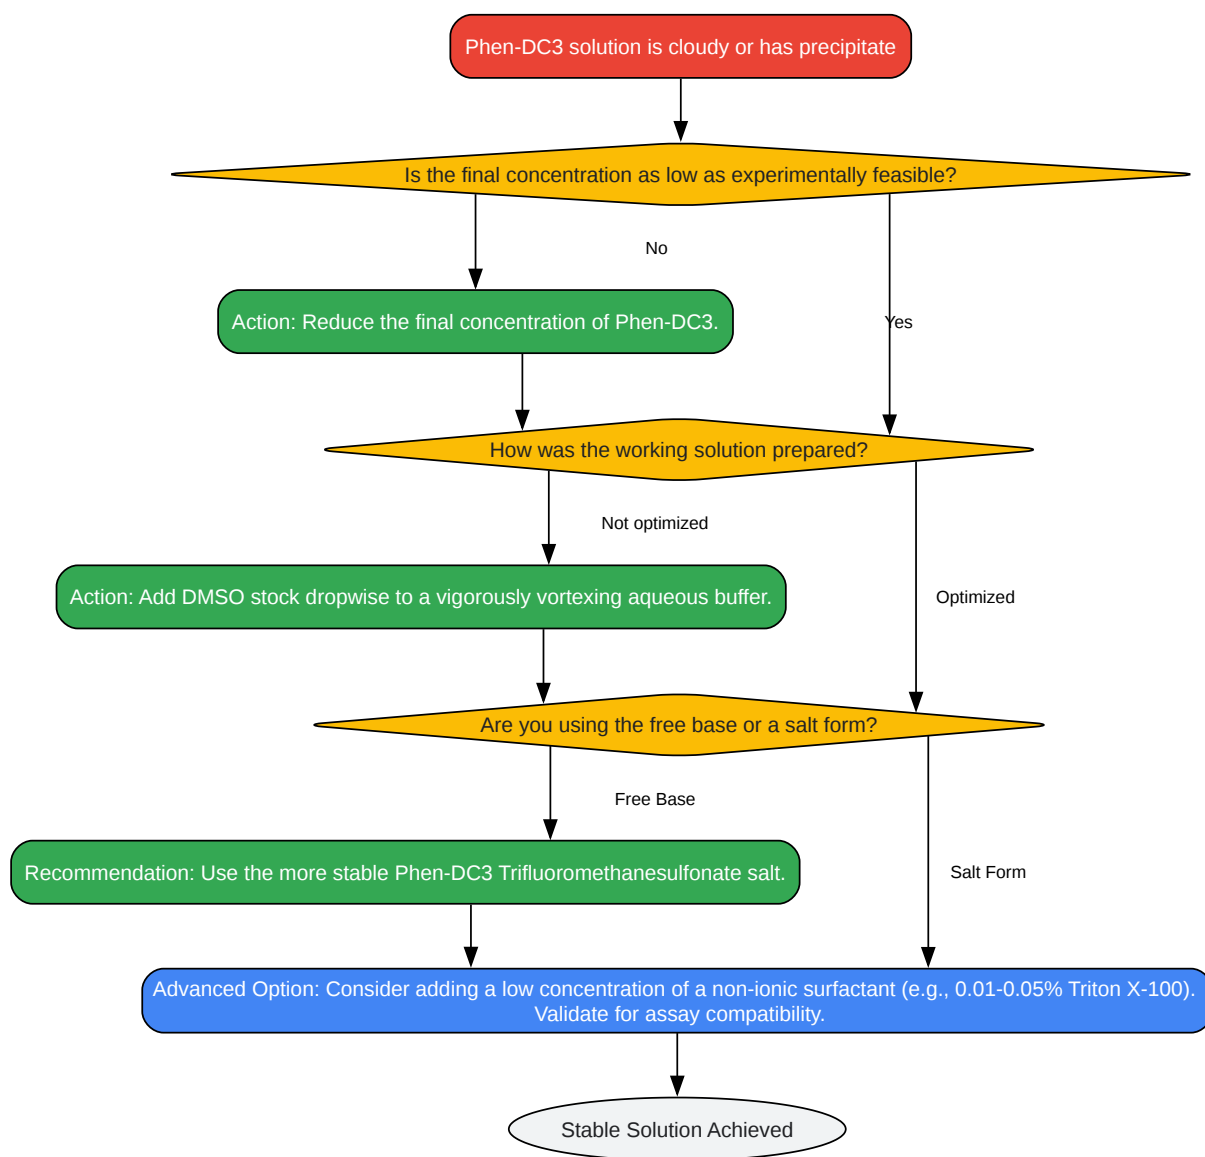 Phen-DC3 solution is cloudy or has precipitate
Is the final concentration as low as experimentally feasible?
No
Action: Reduce the final concentration of Phen-DC3.
Yes
How was the working solution prepared?
Not optimized
Action: Add DMSO stock dropwise to a vigorously vortexing aqueous buffer.
Optimized
Are you using the free base or a salt form?
Free Base
Recommendation: Use the more stable Phen-DC3 Trifluoromethanesulfonate salt.
Salt Form
Advanced Option: Consider adding a low concentration of a non-ionic surfactant (e.g., 0.01-0.05% Triton X-100).
Validate for assay compatibility.
Stable Solution Achieved